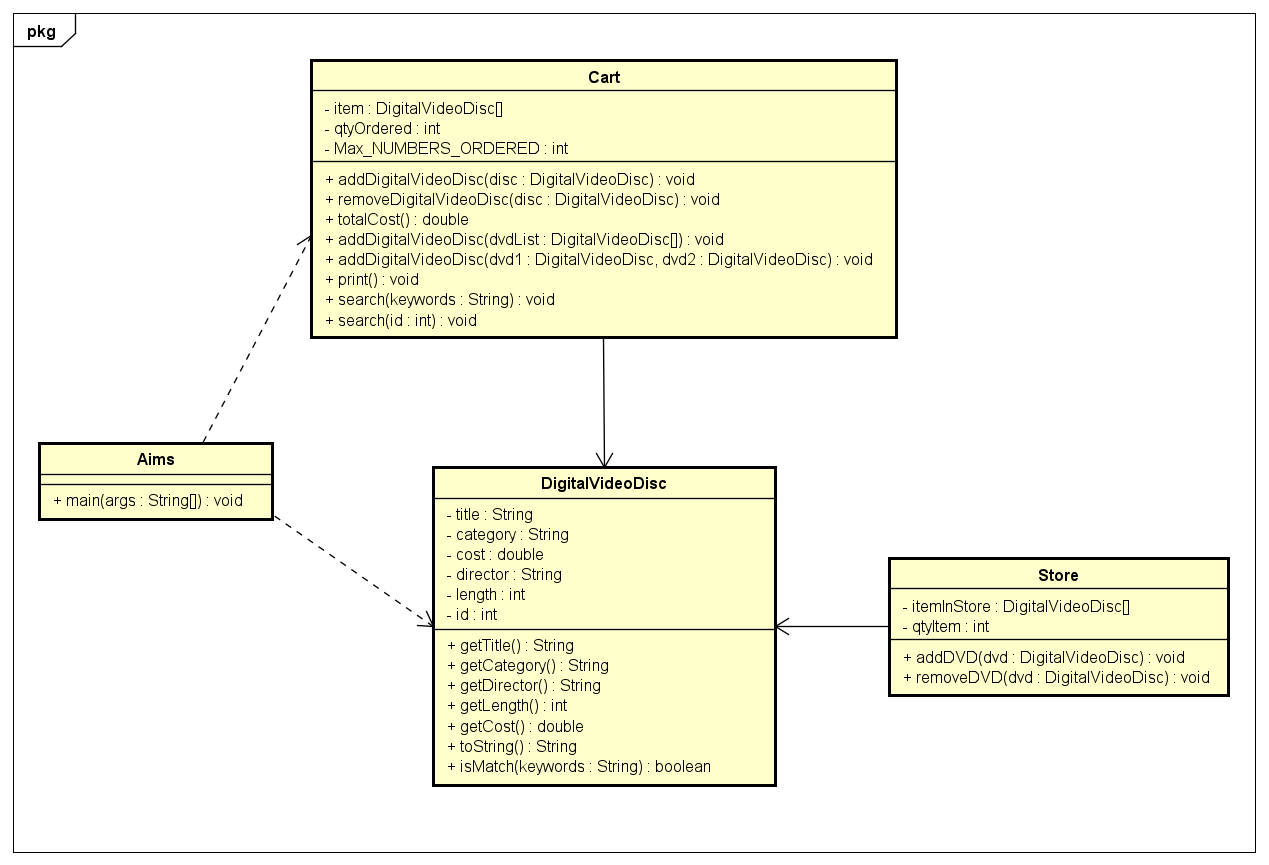 pkg
Cart
- item : DigitalVideoDisc[]
- qtyOrdered : int
- Max_NUMBERS_ORDERED : int
+ addDigitalVideoDisc(disc : DigitalVideoDisc) : void
+ removeDigitalVideoDisc(disc : DigitalVideoDisc) : void
+ totalCost() : double
+ addDigitalVideoDisc(dvdList : DigitalVideoDisc[]) : void
+ addDigitalVideoDisc(dvd1 : DigitalVideoDisc, dvd2 : DigitalVideoDisc) : void
+ print() : void
+ search(keywords : String) : void
+ search(id : int) : void
Aims
+ main(args : String[]) : void
DigitalVideoDisc
- title : String
- category : String
- cost : double
- director : String
- length : int
- id : int
+ getTitle() : String
+ getCategory() : String
+ getDirector() : String
+ getLength() : int
+ getCost() : double
+ toString() : String
+ isMatch(keywords : String) : boolean
Store
- itemInStore : DigitalVideoDisc[]
- qtyItem : int
+ addDVD(dvd : DigitalVideoDisc) : void
+ removeDVD(dvd : DigitalVideoDisc) : void